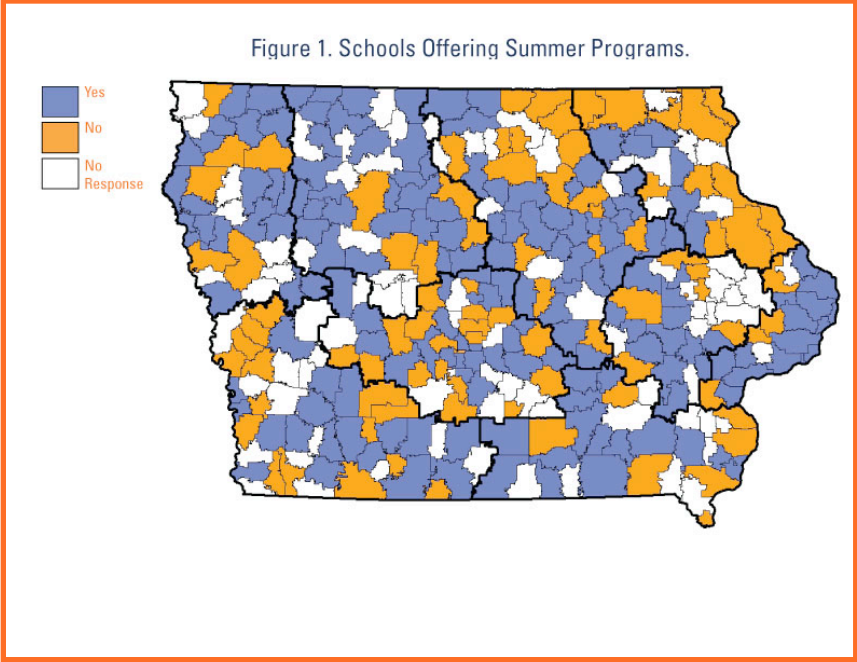 Figure 1. Schools Offering Summer Programs.
Yes
No
No
Response